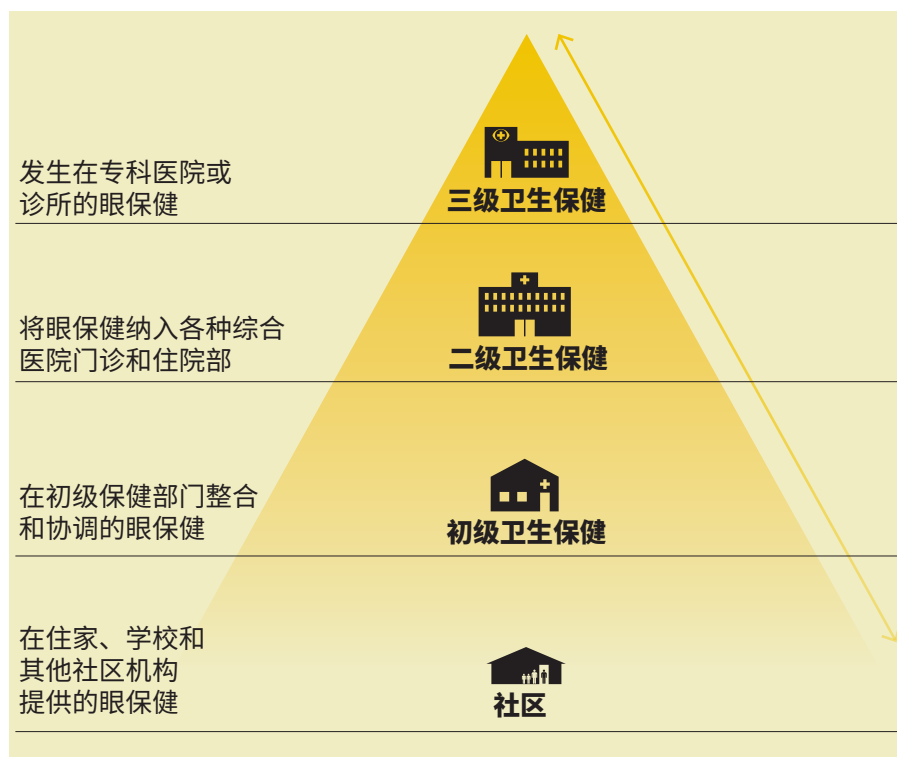 发生在专科医院或
诊所的眼保健
三级卫生保健
将眼保健纳入各种综合
医院门诊和住院部
二级卫生保健
在初级保健部门整合
和协调的眼保健
初级卫生保健
在住家、学校和
其他社区机构
提供的眼保健
社区